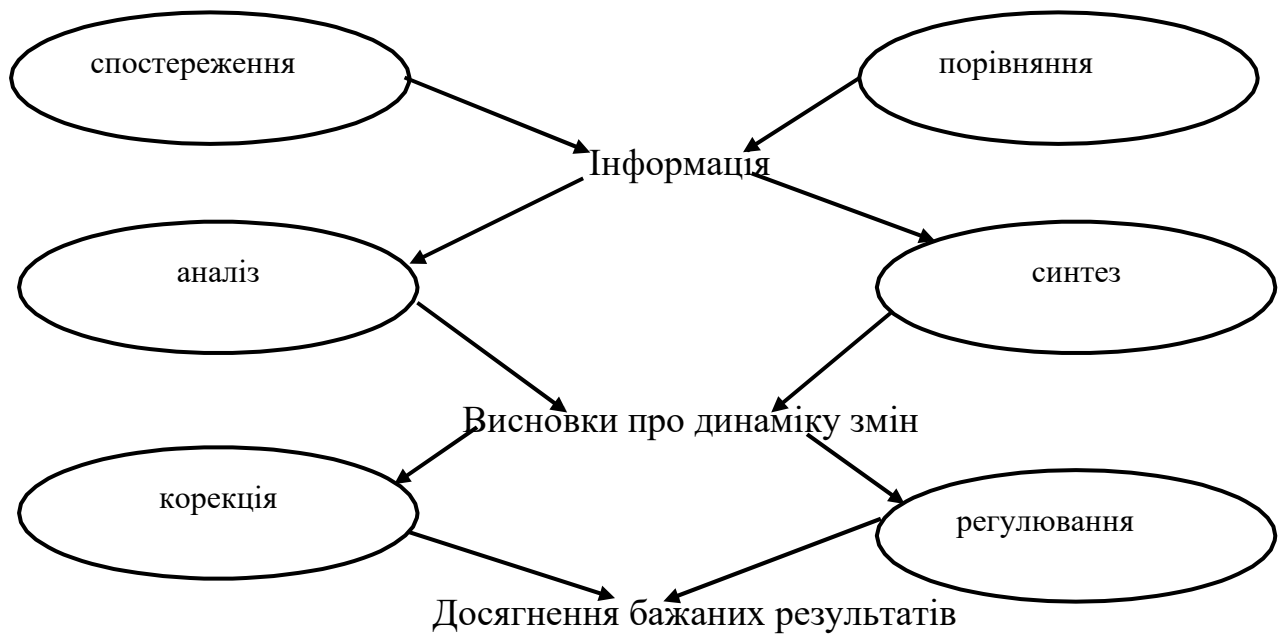 спостереження
порівняння
Інформація
аналіз
синтез
Висновки про динаміку змін
корекція
регулювання
Досягнення бажаних результатів